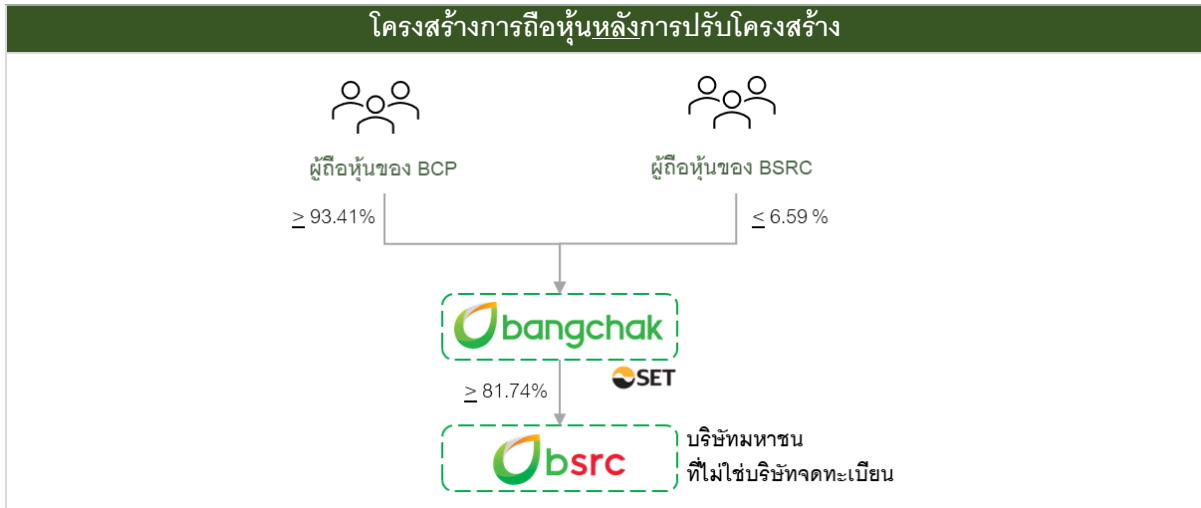 โครงสร้างการถือหุ้นหลังการปรับโครงสร้าง
ผู้ถือหุ้นของ BCP
ผู้ถือหุ้นของ BSRC
≥ 93.41%
≤ 6.59 %
bangchak
SET
≥ 81.74%
bsrc
บริษัทมหาชน
ที่ไม่ใช่บริษัทจดทะเบียน